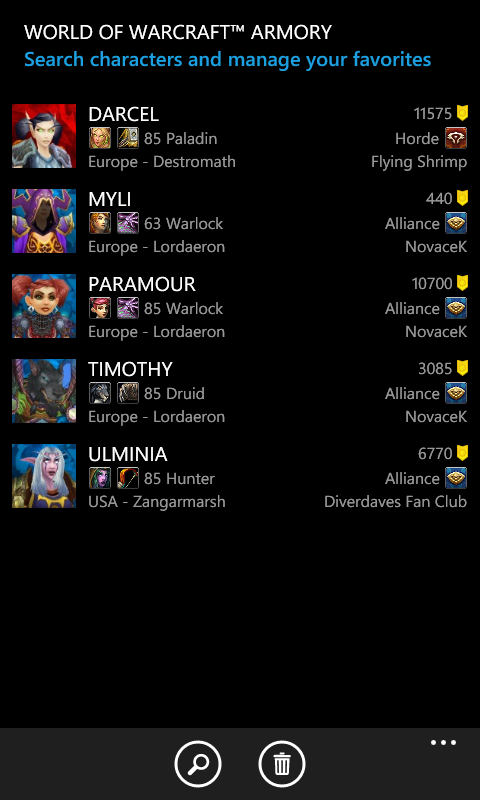 WORLD OF WARCRAFT™ ARMORY
Search characters and manage your favorites
DARCEL 11575
85 Paladin Horde
Europe - Destromath Flying Shrimp
MYLI 440
63 Warlock Alliance
Europe - Lordaeron NovaceK
PARAMOUR 10700
85 Warlock Alliance
Europe - Lordaeron NovaceK
TIMOTHY 3085
85 Druid Alliance
Europe - Lordaeron NovaceK
ULMINIA 6770
85 Hunter Alliance
USA - Zangarmarsh Diverdaves Fan Club